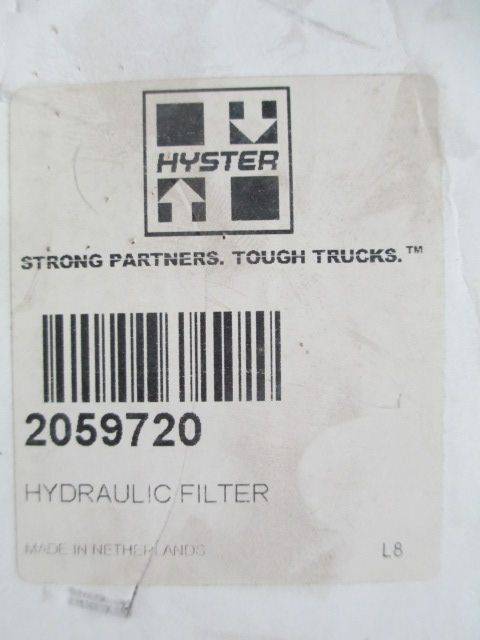 HYSTER
STRONG PARTNERS. TOUGH TRUCKS.™
2059720
HYDRAULIC FILTER
MADE IN NETHERLANDS L8